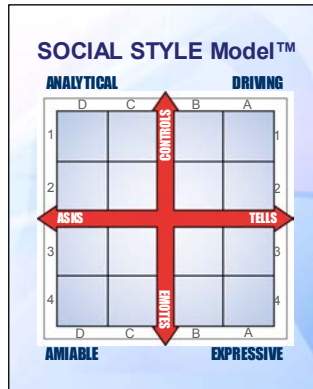 SOCIAL STYLE Model™
ANALYTICAL DRIVING
D C B A
CONTROLS
1 1
2 2
ASKS TELLS
3 3
4 4
EMOTES
D C B A
AMIABLE EXPRESSIVE